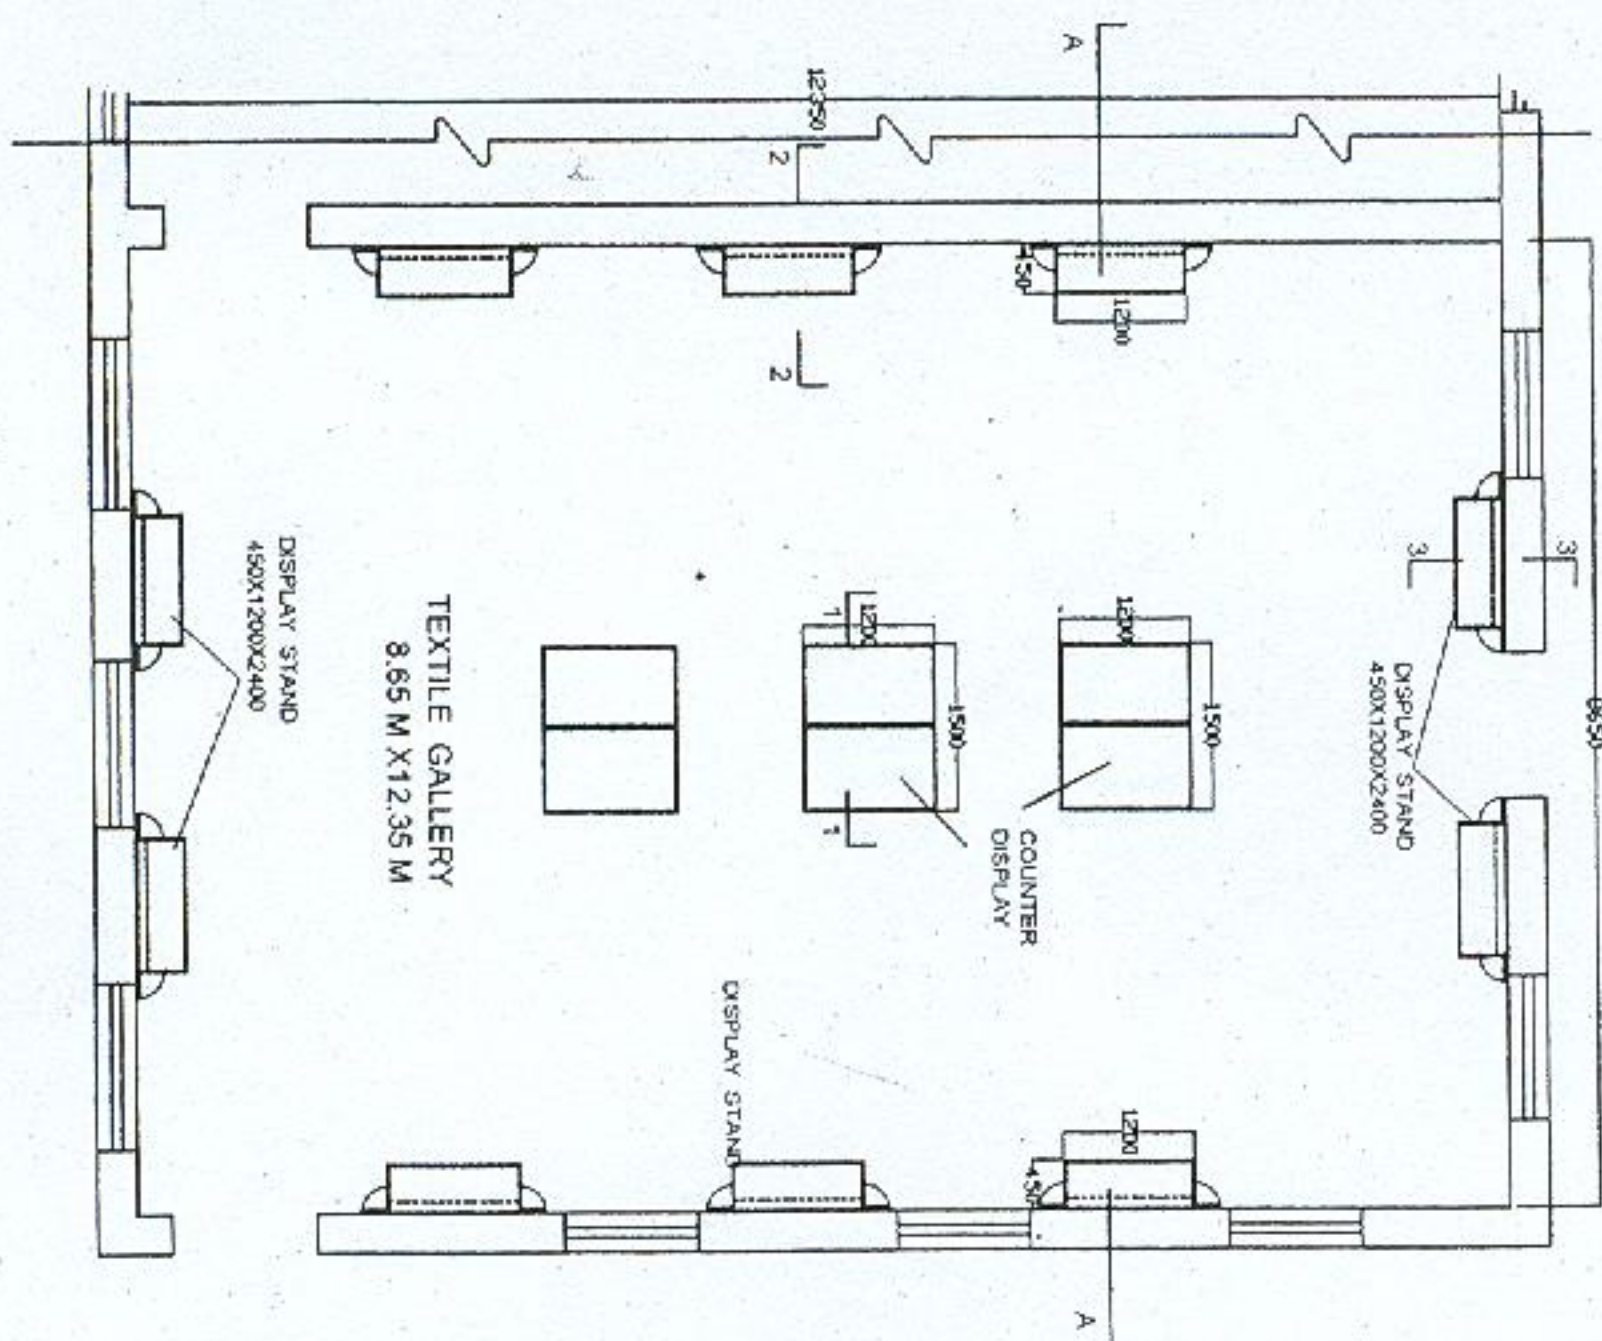 A
12350
2
2
450
1200
3
3
DISPLAY STAND
450X1200X2400
DISPLAY STAND
450X1200X2400
8650
TEXTILE GALLERY
8.65 M X12.35 M
1
1200
1500
1
1200
1500
COUNTER
DISPLAY
DISPLAY STAND
1200
450
A